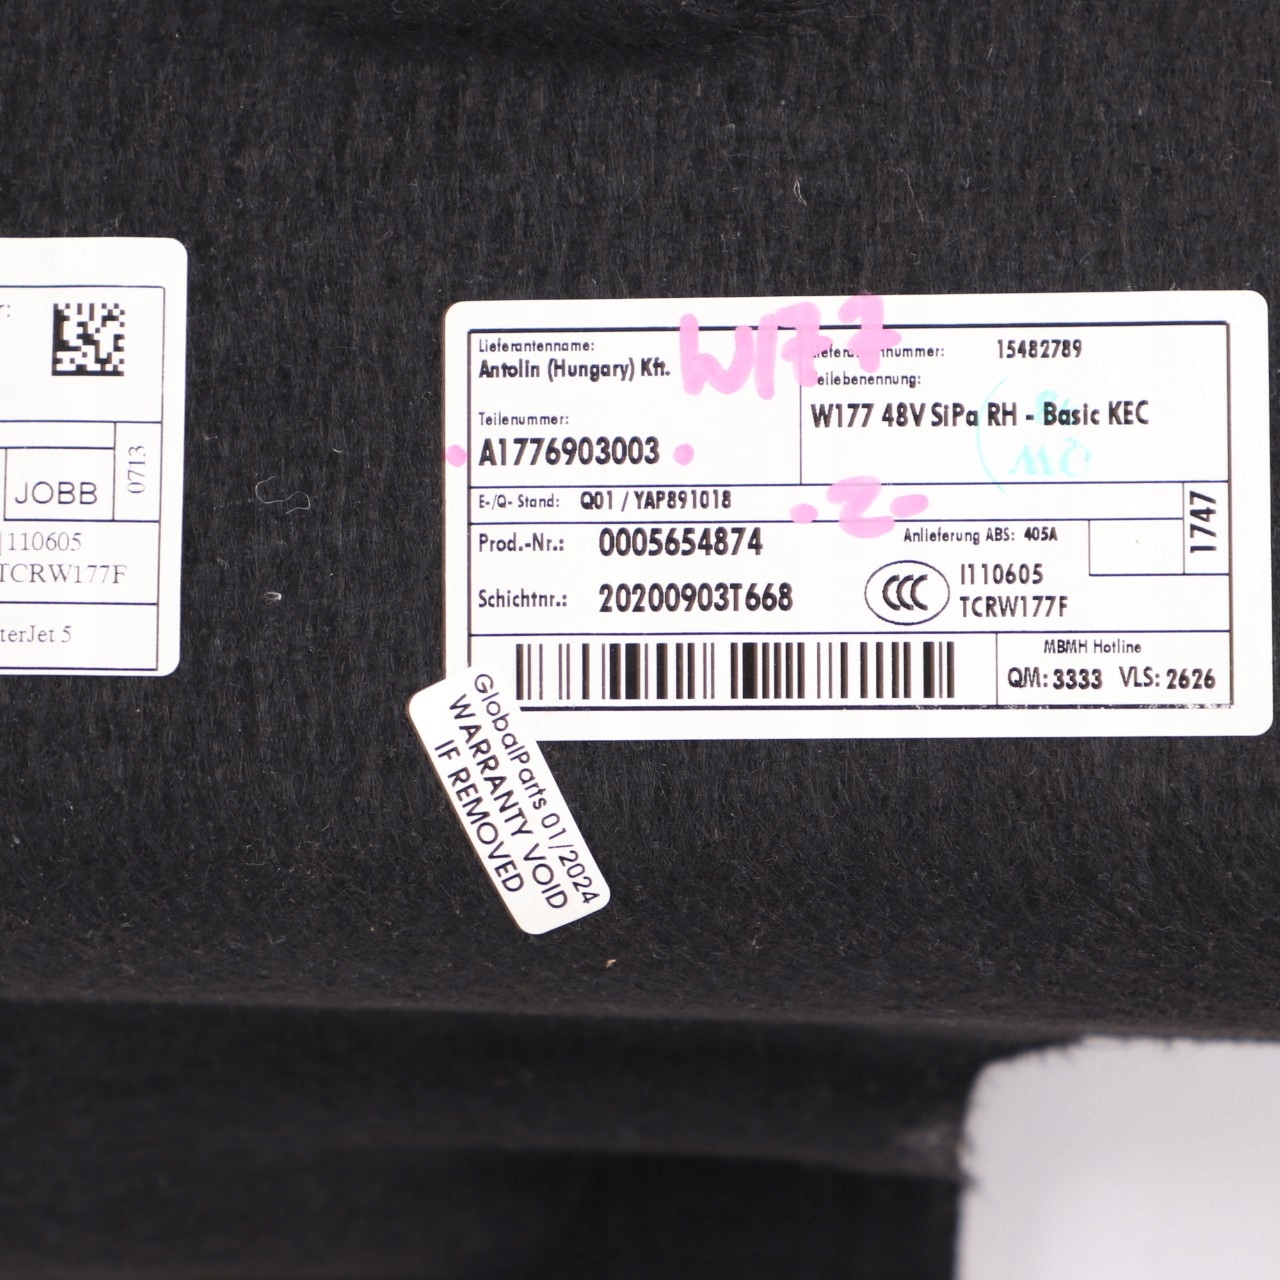 r:
JOBB
0713
110605
TCRW177F
terJet 5
W177
Lieferantenname:
Antolin (Hungary) Kft.
15482789
Teilebenennung:
W177 48V SiPa RH - Basic KEC
Teilenummer:
A1776903003
E-/Q- Stand: Q01 / YAP891018
-2-
1747
Prod.-Nr.: 0005654874
Anlieferung ABS: 405A
Schichtnr.: 20200903T668
CCC
I110605
TCRW177F
MBMH Hotline
QM: 3333 VLS: 2626
GlobalParts 01/2024
WARRANTY VOID
IF REMOVED